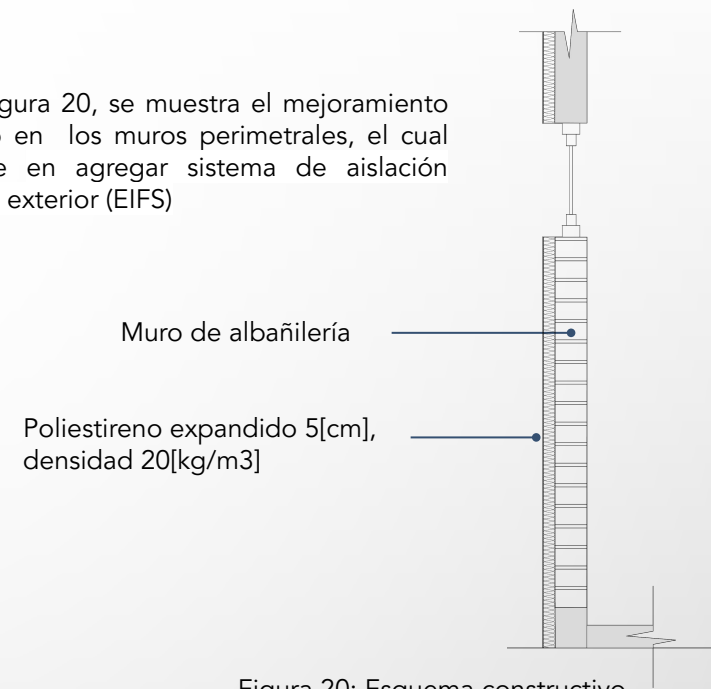 gura 20, se muestra el mejoramiento
en los muros perimetrales, el cual
e en agregar sistema de aislación
exterior (EIFS)
Muro de albañilería
Poliestireno expandido 5[cm],
densidad 20[kg/m3]
Figura 20: Esquema constructivo